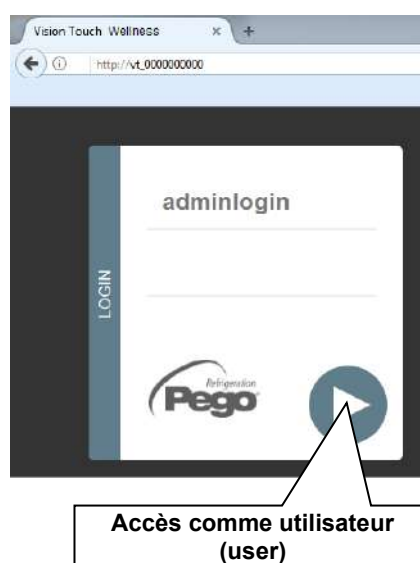 Vision Touch Wellness × +
http://vt_0000000000
adminlogin
LOGIN
Refrigeration
Pego
Accès comme utilisateur
(user)